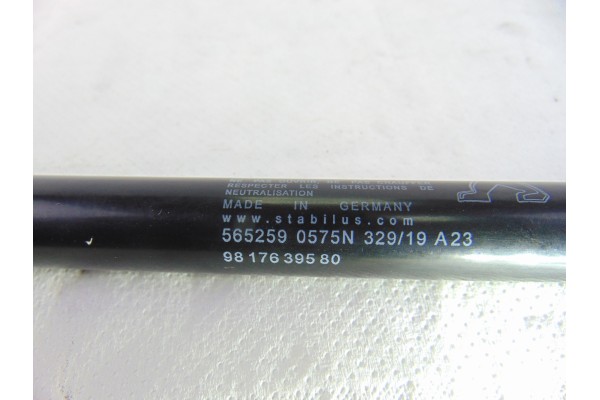 RESPECTER LES INSTRUCTIONS DE
NEUTRALISATION
MADE IN GERMANY
www.stabilus.com
565259 0575N 329/19 A23
98 176 395 80